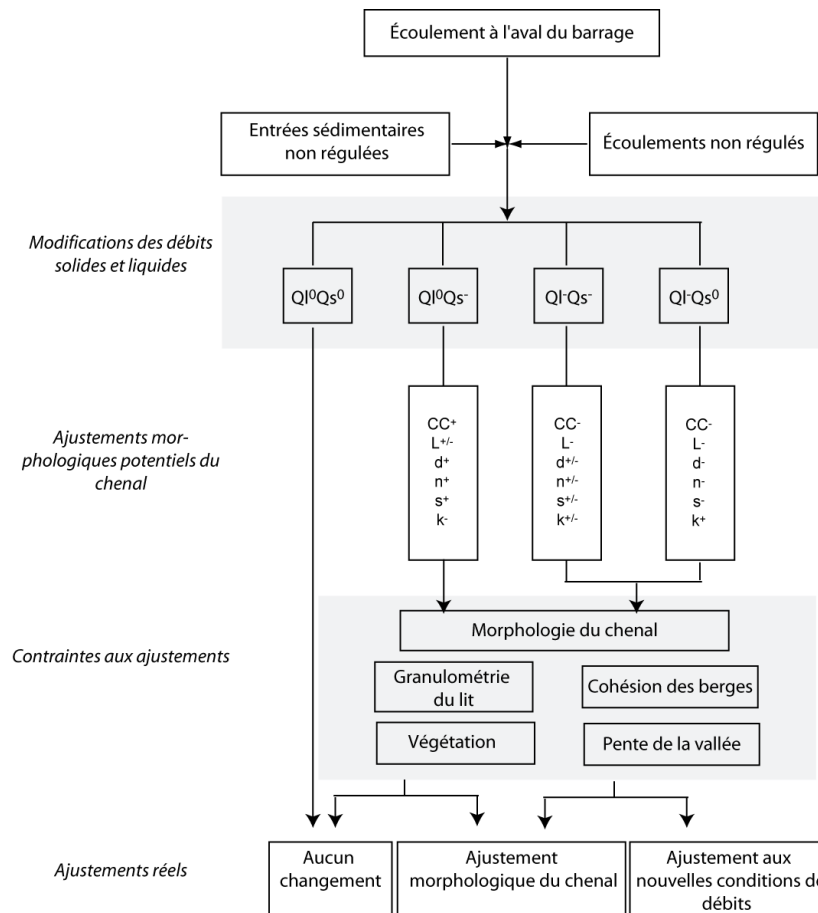 Écoulement à l'aval du barrage
Entrées sédimentaires
non régulées
Écoulements non régulés
Modifications des débits
solides et liquides
Ql⁰Qs⁰
Ql⁰Qs⁻
Ql⁻Qs⁻
Ql⁻Qs⁰
Ajustements mor-
phologiques potentiels du
chenal
CC⁺
L⁺/⁻
d⁺
n⁺
s⁺
k⁻
CC⁻
L⁻
d⁺/⁻
n⁺/⁻
s⁺/⁻
k⁺/⁻
CC⁻
L⁻
d⁻
n⁻
s⁻
k⁺
Contraintes aux ajustements
Morphologie du chenal
Granulométrie
du lit
Cohésion des berges
Végétation
Pente de la vallée
Ajustements réels
Aucun
changement
Ajustement
morphologique du chenal
Ajustement aux
nouvelles conditions de
débits